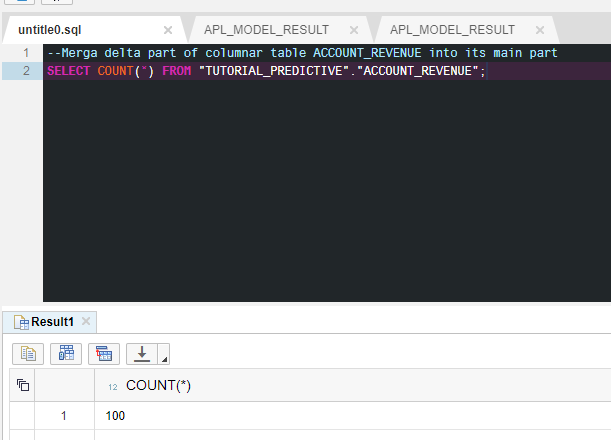 untitle0.sql
APL_MODEL_RESULT
APL_MODEL_RESULT
1 --Merga delta part of columnar table ACCOUNT_REVENUE into its main part
2 SELECT COUNT(*) FROM "TUTORIAL_PREDICTIVE"."ACCOUNT_REVENUE";
Result1
12 COUNT(*)
1 100